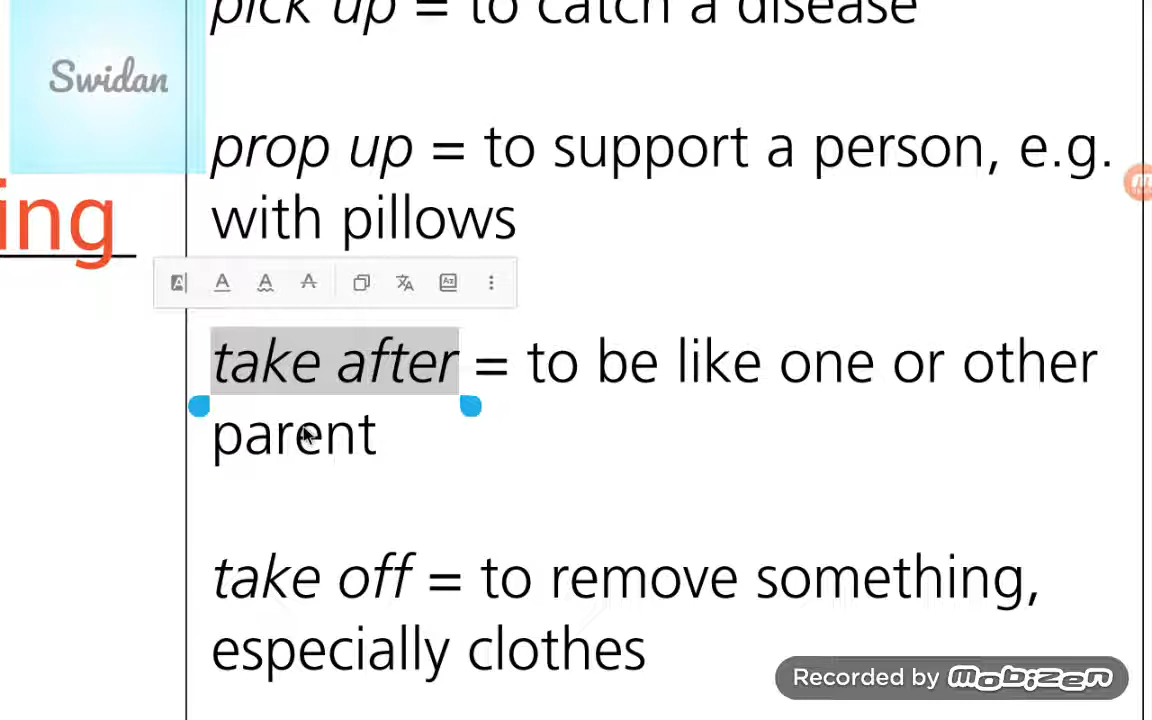 pick up = to catch a disease
Swidan
prop up = to support a person, e.g.
with pillows
ing
take after = to be like one or other
parent
take off = to remove something,
especially clothes
Recorded by Mobizen